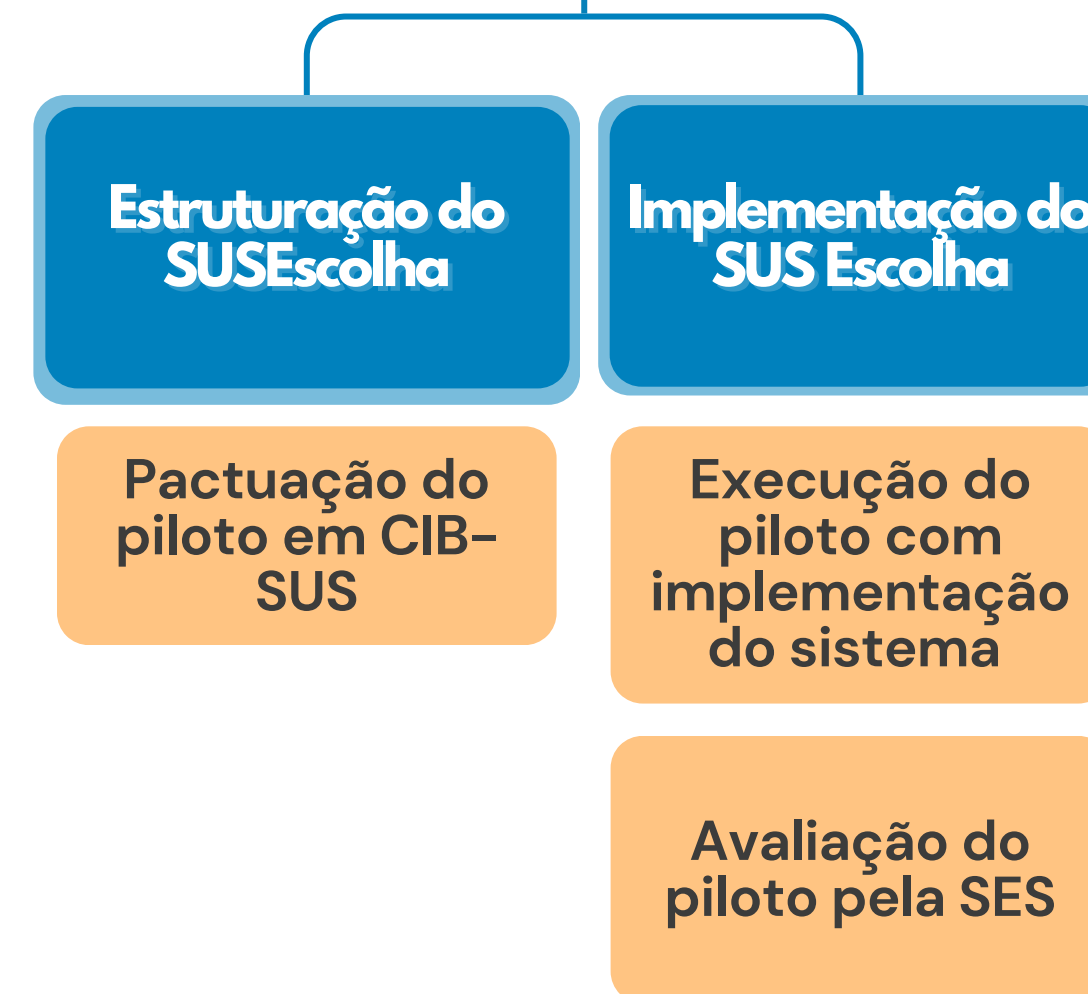 Estruturação do
SUSEscolha
Implementação do
SUS Escolha
Pactuação do
piloto em CIB-
SUS
Execução do
piloto com
implementação
do sistema
Avaliação do
piloto pela SES